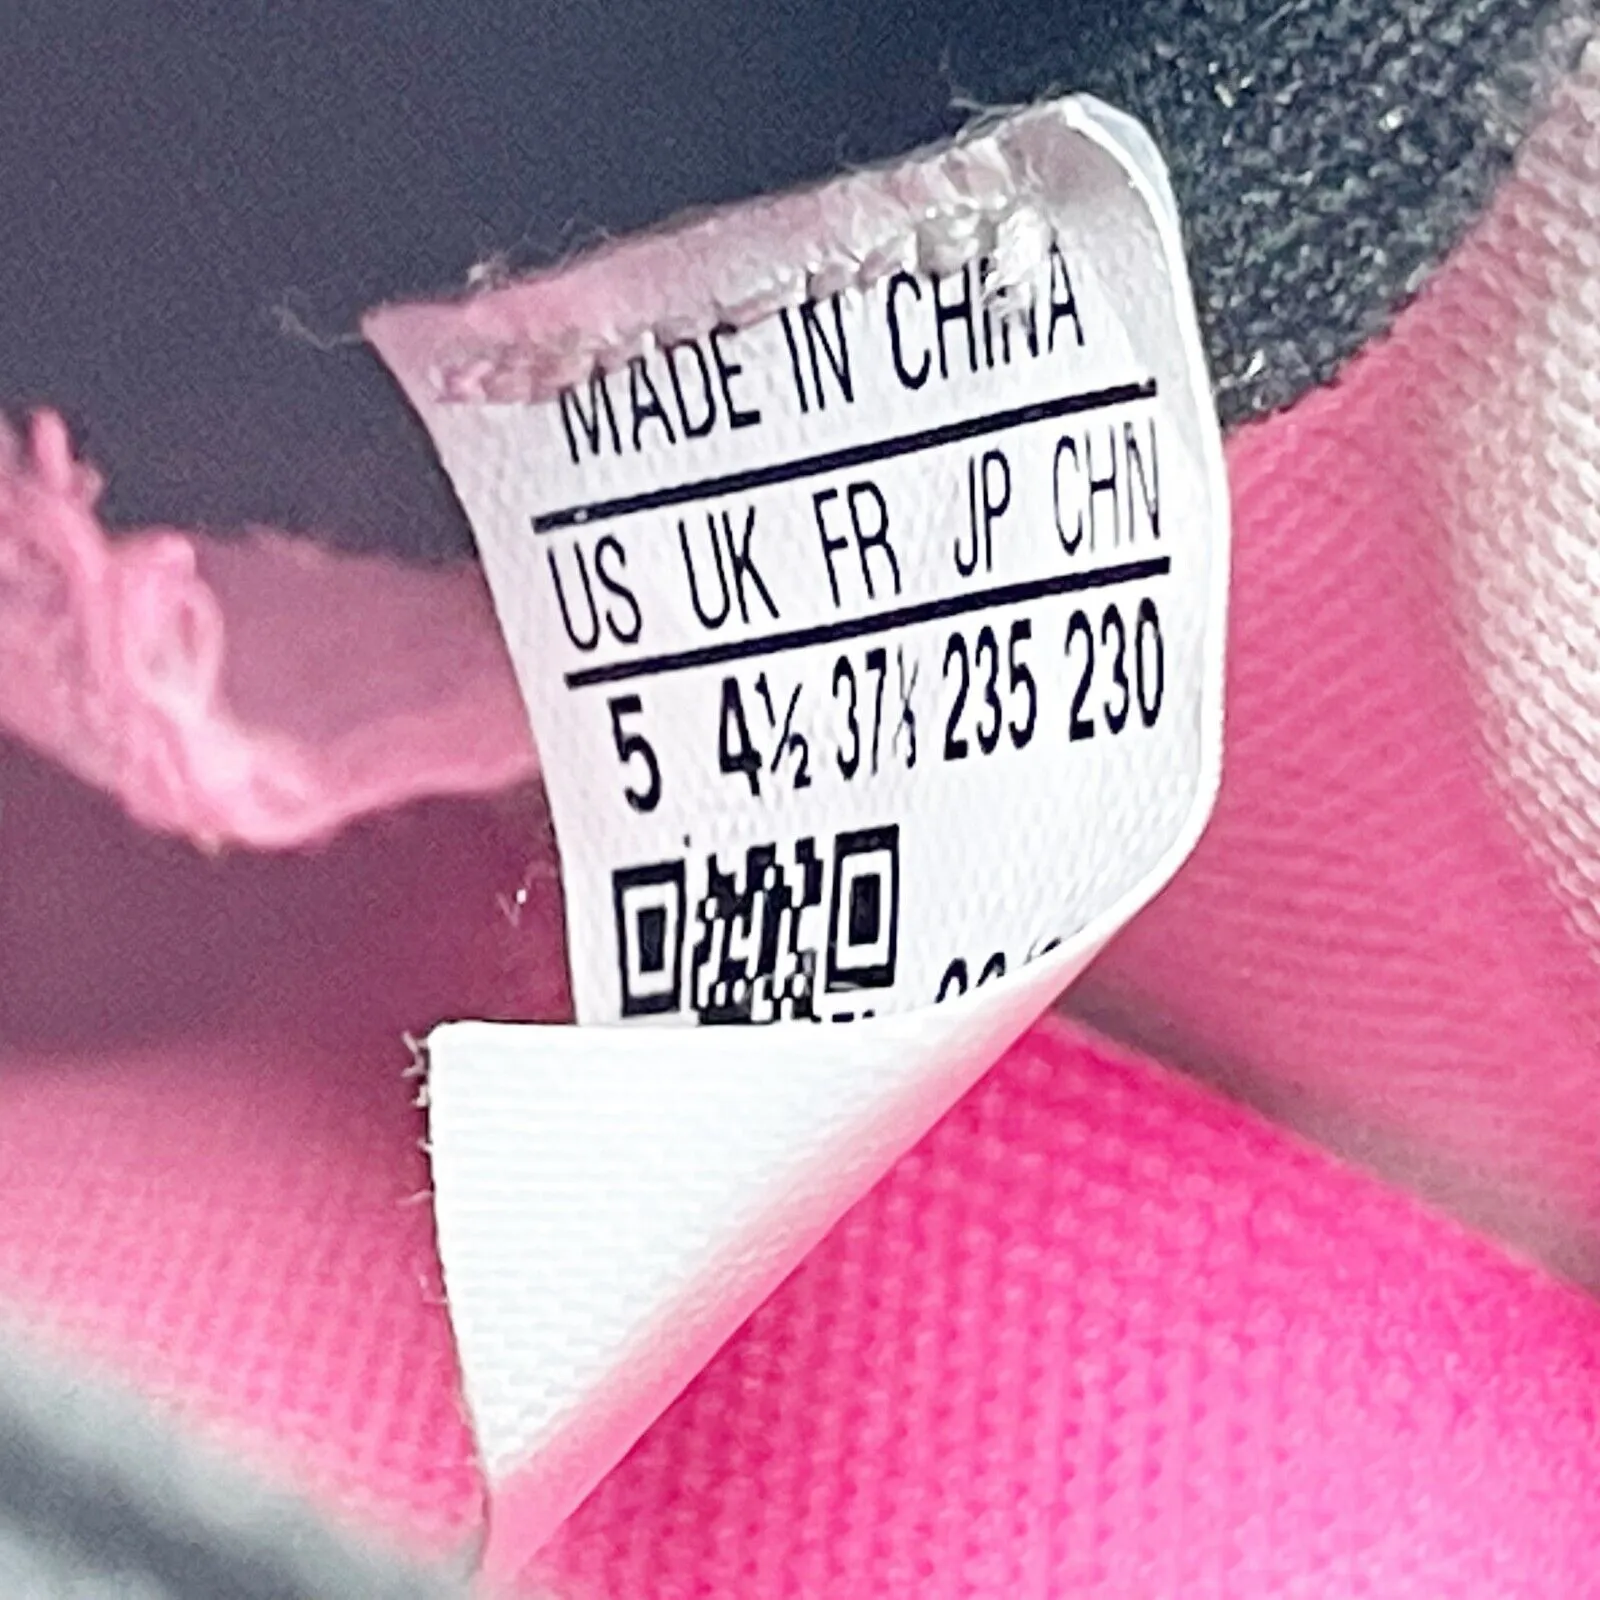 MADE IN CHINA
US UK FR JP CHN
5 4½ 37⅓ 235 230